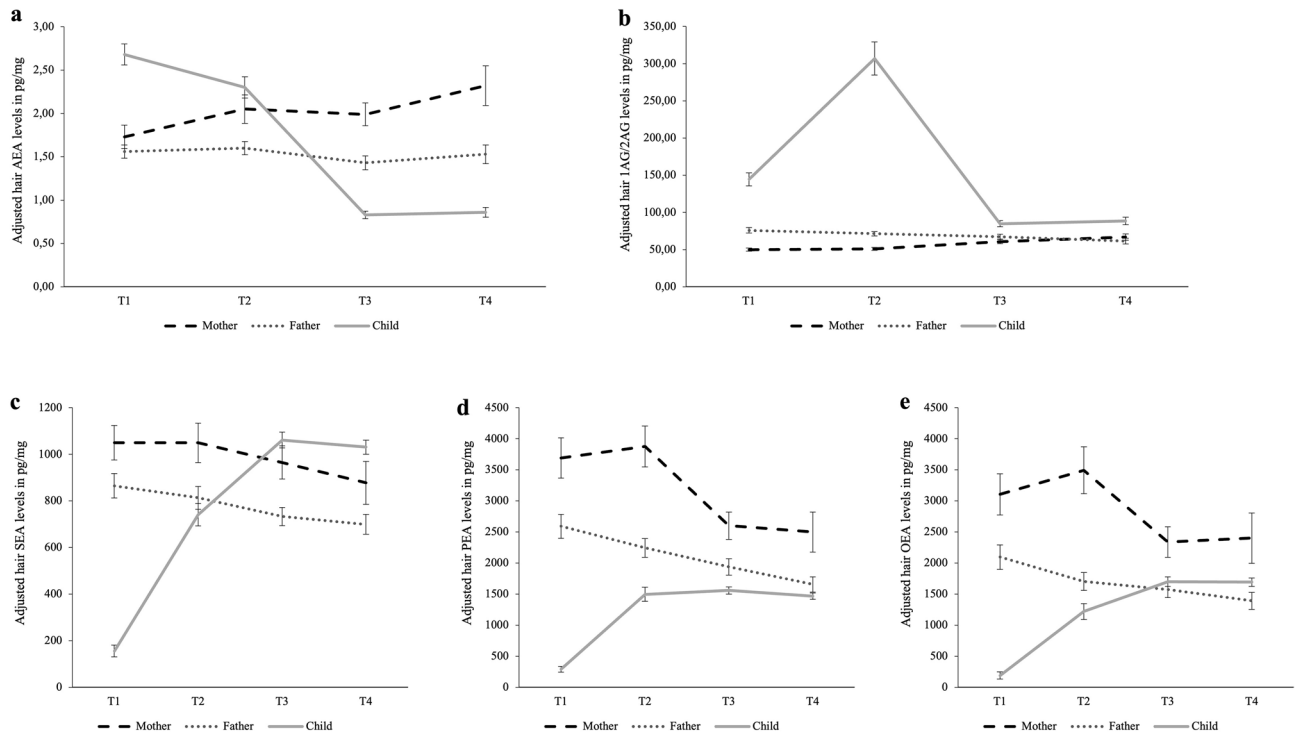 a
Adjusted hair AEA levels in pg/mg
3,00
2,50
2,00
1,50
1,00
0,50
0,00
T1 T2 T3 T4
Mother Father Child
b
Adjusted hair 1AG/2AG levels in pg/mg
350,00
300,00
250,00
200,00
150,00
100,00
50,00
0,00
T1 T2 T3 T4
Mother Father Child
c
Adjusted hair SEA levels in pg/mg
1200
1000
800
600
400
200
0
T1 T2 T3 T4
Mother Father Child
d
Adjusted hair PEA levels in pg/mg
4500
4000
3500
3000
2500
2000
1500
1000
500
0
T1 T2 T3 T4
Mother Father Child
e
Adjusted hair OEA levels in pg/mg
4500
4000
3500
3000
2500
2000
1500
1000
500
0
T1 T2 T3 T4
Mother Father Child